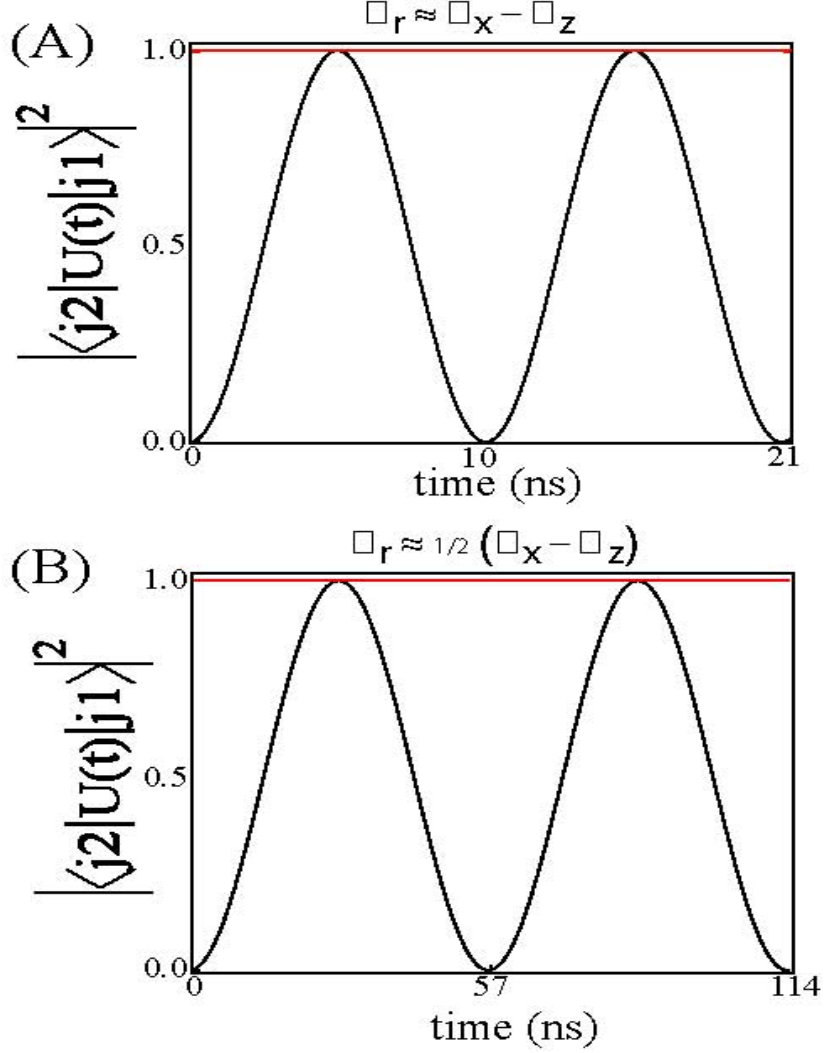 □r ≈ □x − □z
(A)
1.0
0.5
0.0
|⟨j2|U(t)|j1⟩|²
0 10 21
time (ns)
□r ≈ 1/2 (□x − □z)
(B)
1.0
0.5
0.0
|⟨j2|U(t)|j1⟩|²
0 57 114
time (ns)